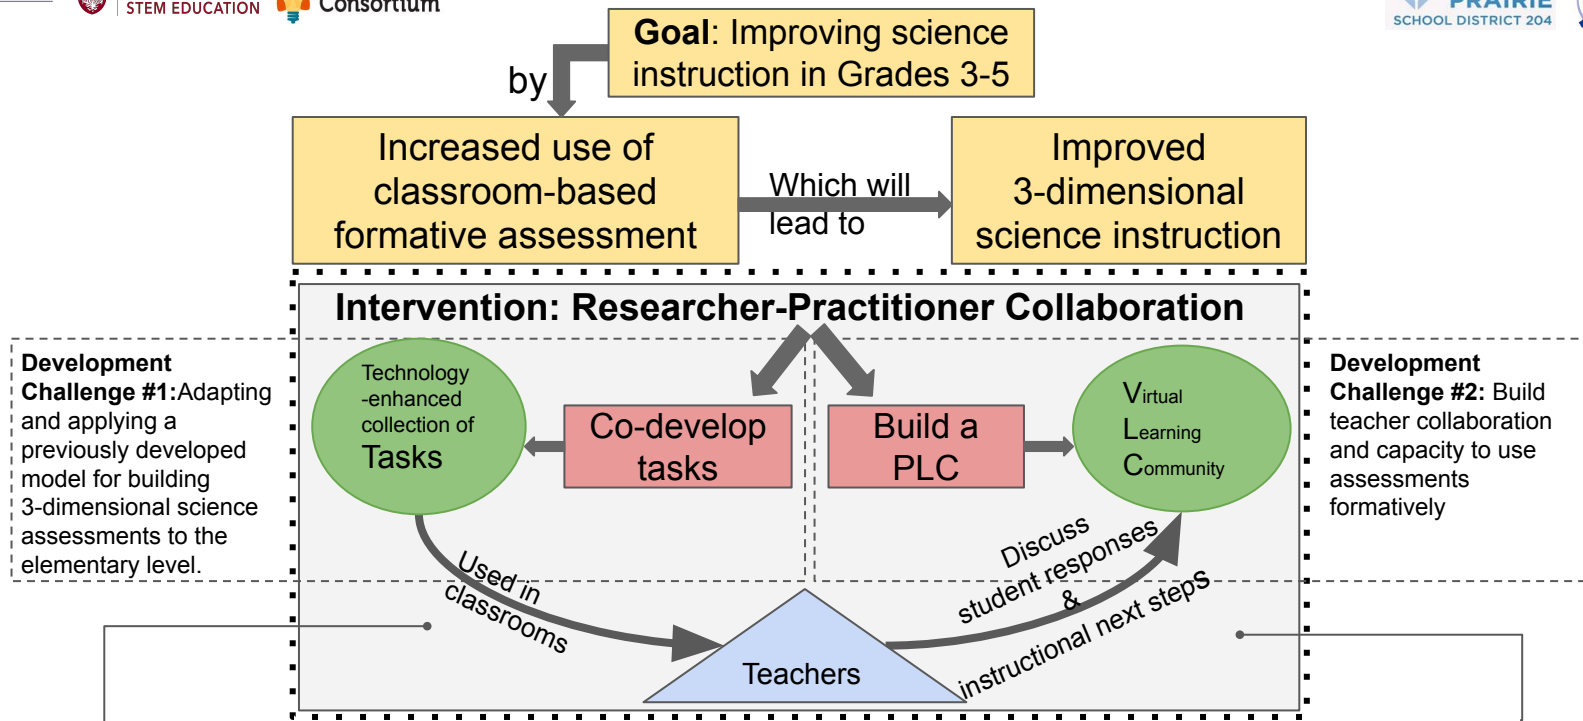 STEM EDUCATION
Consortium
PRAIRIE
SCHOOL DISTRICT 204
Goal: Improving science
instruction in Grades 3-5
by
Increased use of
classroom-based
formative assessment
Which will
lead to
Improved
3-dimensional
science instruction
Intervention: Researcher-Practitioner Collaboration
Development
Challenge #1:Adapting
and applying a
previously developed
model for building
3-dimensional science
assessments to the
elementary level.
Technology
-enhanced
collection of
Tasks
Co-develop
tasks
Build a
PLC
Virtual
Learning
Community
Development
Challenge #2: Build
teacher collaboration
and capacity to use
assessments
formatively
Used in
classrooms
Teachers
Discuss
student responses
&
instructional next steps